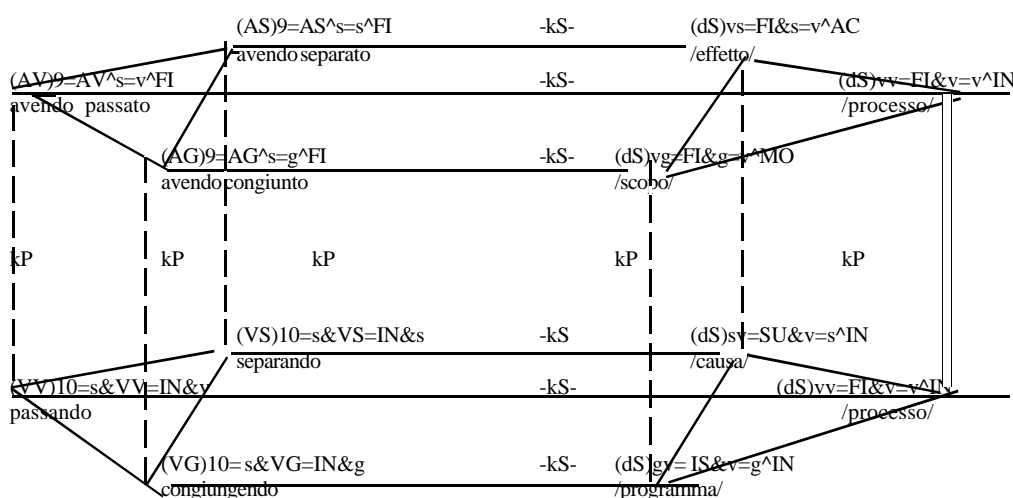 (AS)9=AS^s=s^FI -kS- (dS)vs=FI&s=v^AC
avendo separato /effetto/
(AV)9=AV^s=v^FI -kS- (dS)vv=FI&v=v^IN
avendo passato /processo/
(AG)9=AG^s=g^FI -kS- (dS)vg=FI&g=v^MO
avendo congiunto /scopo/
kP kP kP kP kP
(VS)10=s&VS=IN&s -kS (dS)sv=SU&v=s^IN
separando /causa/
(VV)10=s&VV=IN&v -kS- (dS)vv=FI&v=v^IN
passando /processo/
(VG)10= s&VG=IN&g -kS- (dS)gv= IS&v=g^IN
congiungendo /programma/